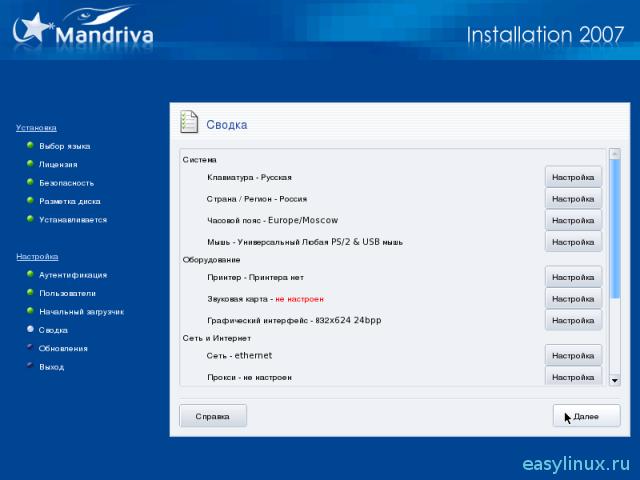 Mandriva
Installation 2007
Установка
Выбор языка
Лицензия
Безопасность
Разметка диска
Устанавливается
Настройка
Аутентификация
Пользователи
Начальный загрузчик
Сводка
Обновления
Выход
Сводка
Система
Клавиатура - Русская Настройка
Страна / Регион - Россия Настройка
Часовой пояс - Europe/Moscow Настройка
Мышь - Универсальный Любая PS/2 & USB мышь Настройка
Оборудование
Принтер - Принтера нет Настройка
Звуковая карта - не настроен Настройка
Графический интерфейс - 832x624 24bpp Настройка
Сеть и Интернет
Сеть - ethernet Настройка
Прокси - не настроен Настройка
Справка Далее
easylinux.ru